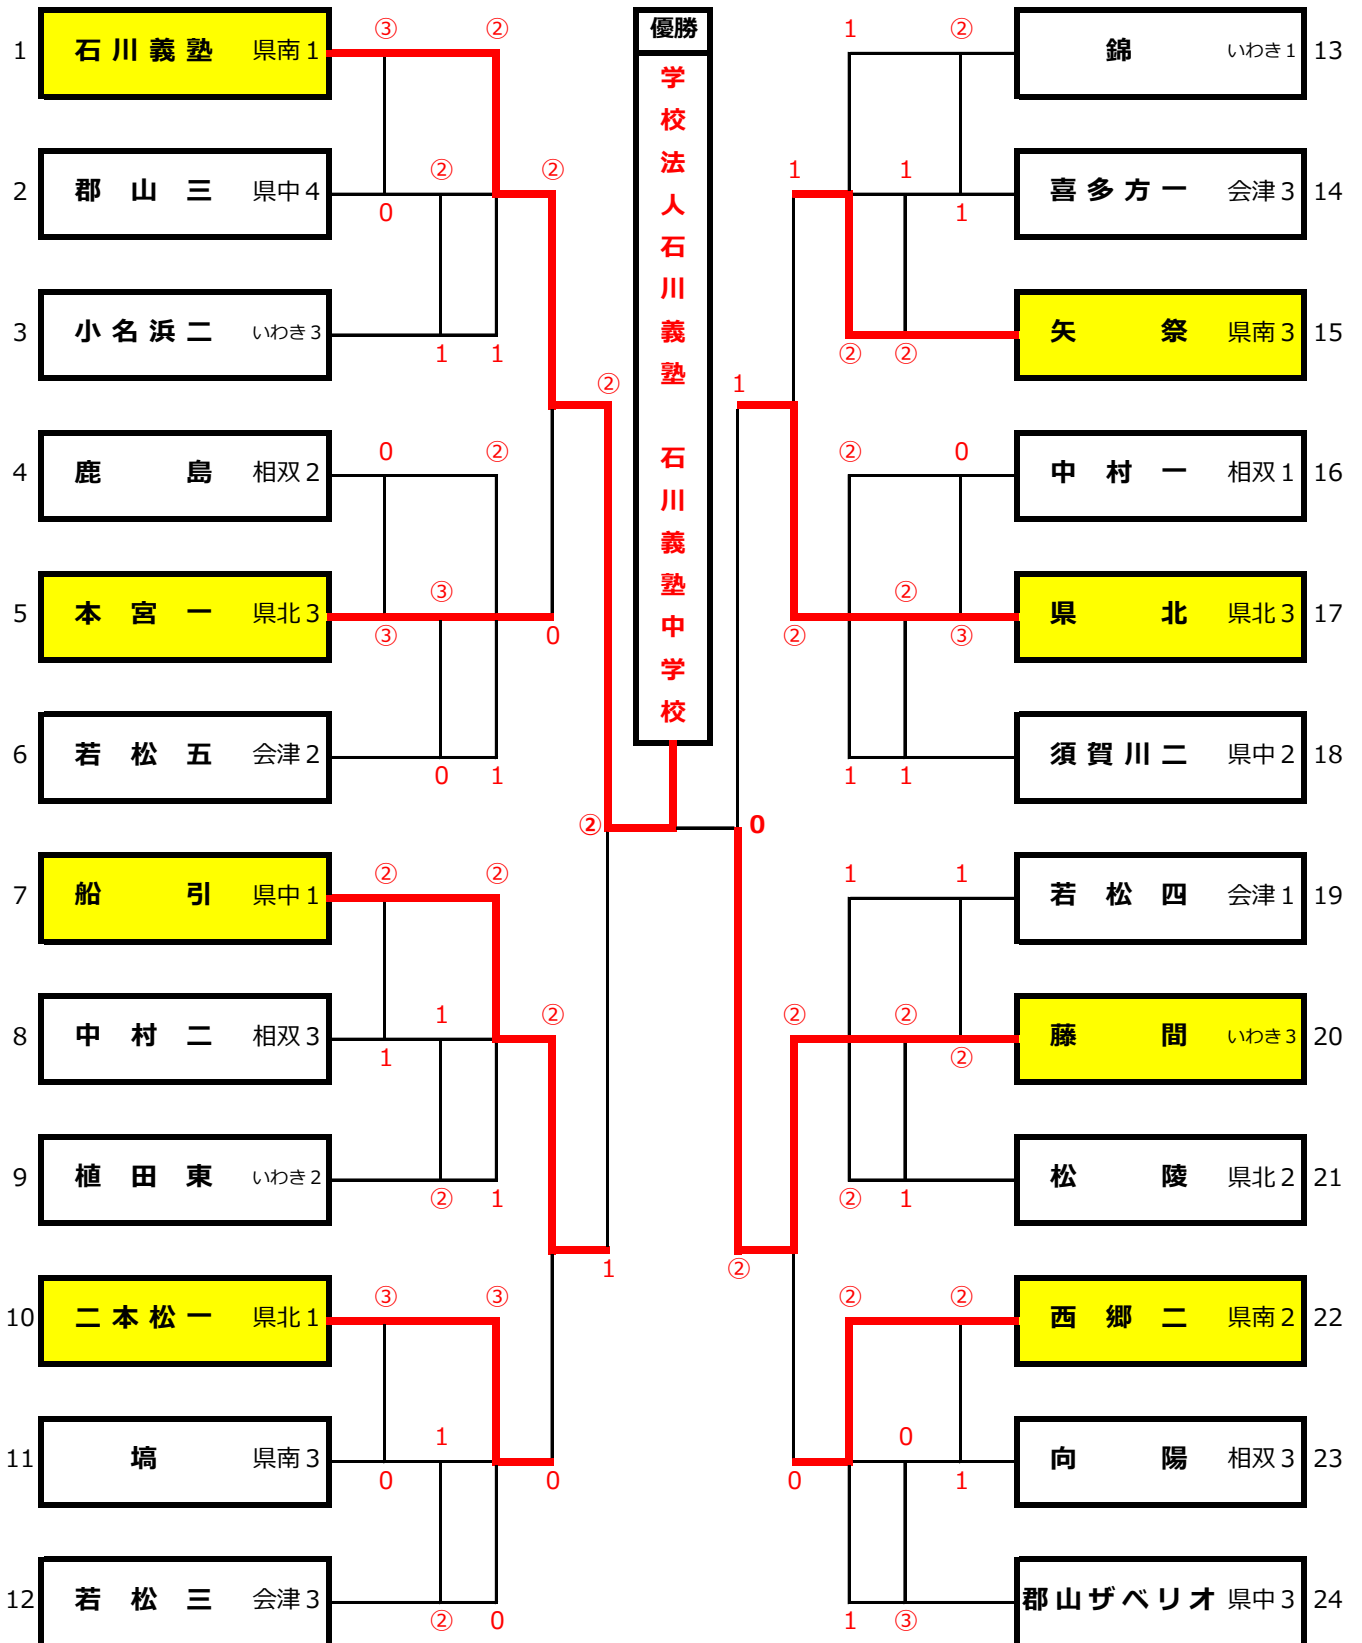 優勝
学校法人石川義塾 石川義塾中学校
1 石川義塾 県南1
③ ②
2 郡山三 県中4
0 ② ②
3 小名浜二 いわき3
1 1
②
4 鹿島 相双2
0 ②
5 本宮一 県北3
③ ③ 0
6 若松五 会津2
0 1
②
7 船引 県中1
② ②
8 中村二 相双3
1 1 ②
9 植田東 いわき2
② 1
1
10 二本松一 県北1
③ ③
11 塙 県南3
0 1 0
12 若松三 会津3
② 0
1 ②
錦 いわき1 13
1 1 1
喜多方一 会津3 14
② ②
矢祭 県南3 15
1
② 0
中村一 相双1 16
② ② ③
県北 県北3 17
1 1
須賀川二 県中2 18
0
1 1
若松四 会津1 19
② ② ②
藤間 いわき3 20
② 1
松陵 県北2 21
②
② ②
西郷二 県南2 22
0 0 1
向陽 相双3 23
1 ③
郡山ザベリオ 県中3 24